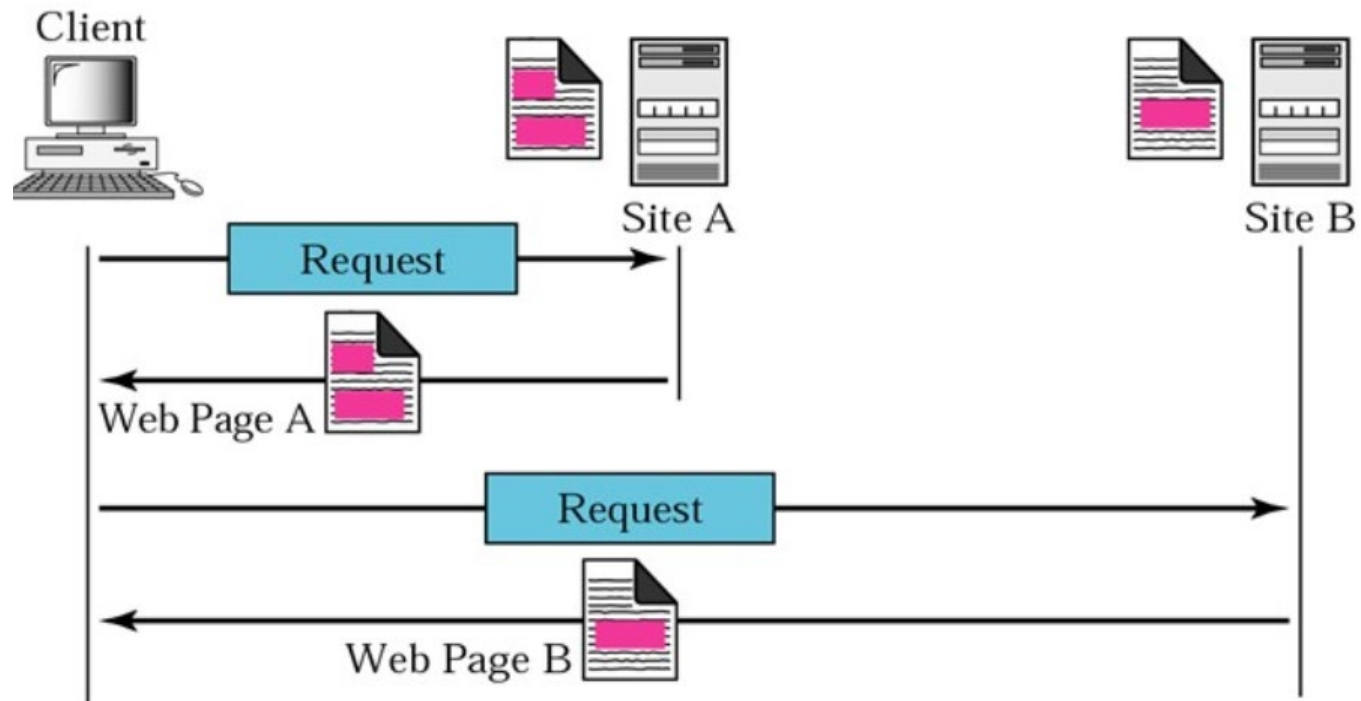 Client
Site A
Site B
Request
Web Page A
Request
Web Page B